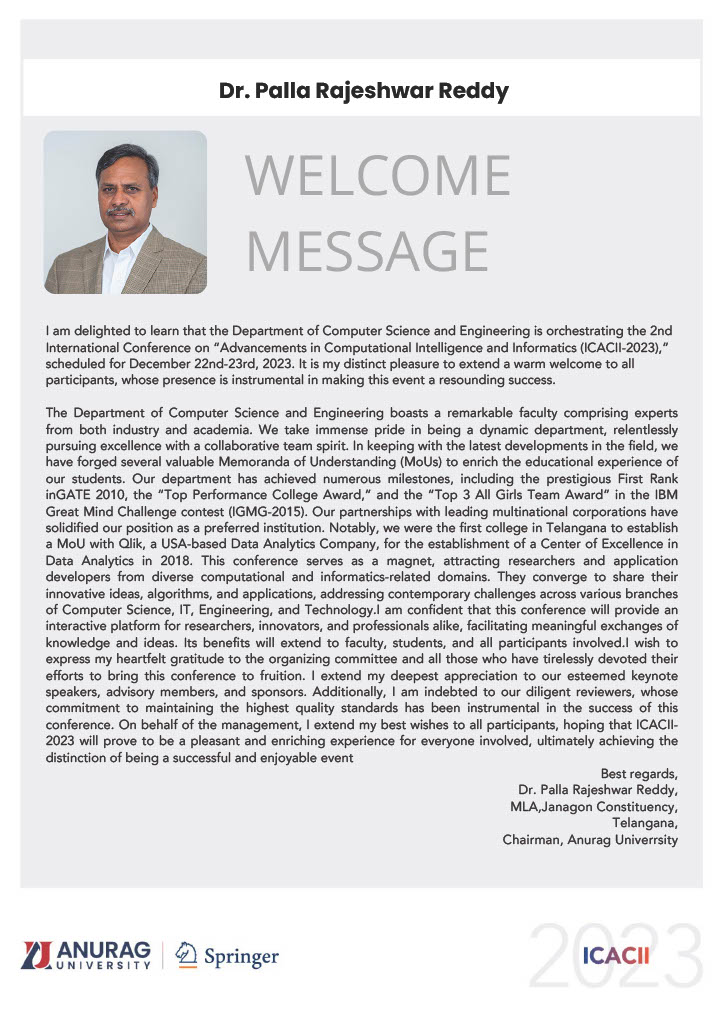 Dr. Palla Rajeshwar Reddy
WELCOME
MESSAGE
I am delighted to learn that the Department of Computer Science and Engineering is orchestrating the 2nd
International Conference on “Advancements in Computational Intelligence and Informatics (ICACII-2023),”
scheduled for December 22nd-23rd, 2023. It is my distinct pleasure to extend a warm welcome to all
participants, whose presence is instrumental in making this event a resounding success.
The Department of Computer Science and Engineering boasts a remarkable faculty comprising experts
from both industry and academia. We take immense pride in being a dynamic department, relentlessly
pursuing excellence with a collaborative team spirit. In keeping with the latest developments in the field, we
have forged several valuable Memoranda of Understanding (MoUs) to enrich the educational experience of
our students. Our department has achieved numerous milestones, including the prestigious First Rank
inGATE 2010, the “Top Performance College Award,” and the “Top 3 All Girls Team Award” in the IBM
Great Mind Challenge contest (IGMG-2015). Our partnerships with leading multinational corporations have
solidified our position as a preferred institution. Notably, we were the first college in Telangana to establish
a MoU with Qlik, a USA-based Data Analytics Company, for the establishment of a Center of Excellence in
Data Analytics in 2018. This conference serves as a magnet, attracting researchers and application
developers from diverse computational and informatics-related domains. They converge to share their
innovative ideas, algorithms, and applications, addressing contemporary challenges across various branches
of Computer Science, IT, Engineering, and Technology.I am confident that this conference will provide an
interactive platform for researchers, innovators, and professionals alike, facilitating meaningful exchanges of
knowledge and ideas. Its benefits will extend to faculty, students, and all participants involved.I wish to
express my heartfelt gratitude to the organizing committee and all those who have tirelessly devoted their
efforts to bring this conference to fruition. I extend my deepest appreciation to our esteemed keynote
speakers, advisory members, and sponsors. Additionally, I am indebted to our diligent reviewers, whose
commitment to maintaining the highest quality standards has been instrumental in the success of this
conference. On behalf of the management, I extend my best wishes to all participants, hoping that ICACII-
2023 will prove to be a pleasant and enriching experience for everyone involved, ultimately achieving the
distinction of being a successful and enjoyable event
Best regards,
Dr. Palla Rajeshwar Reddy,
MLA,Janagon Constituency,
Telangana,
Chairman, Anurag Univerrsity
ANURAG
UNIVERSITY
Springer
2023
ICACII